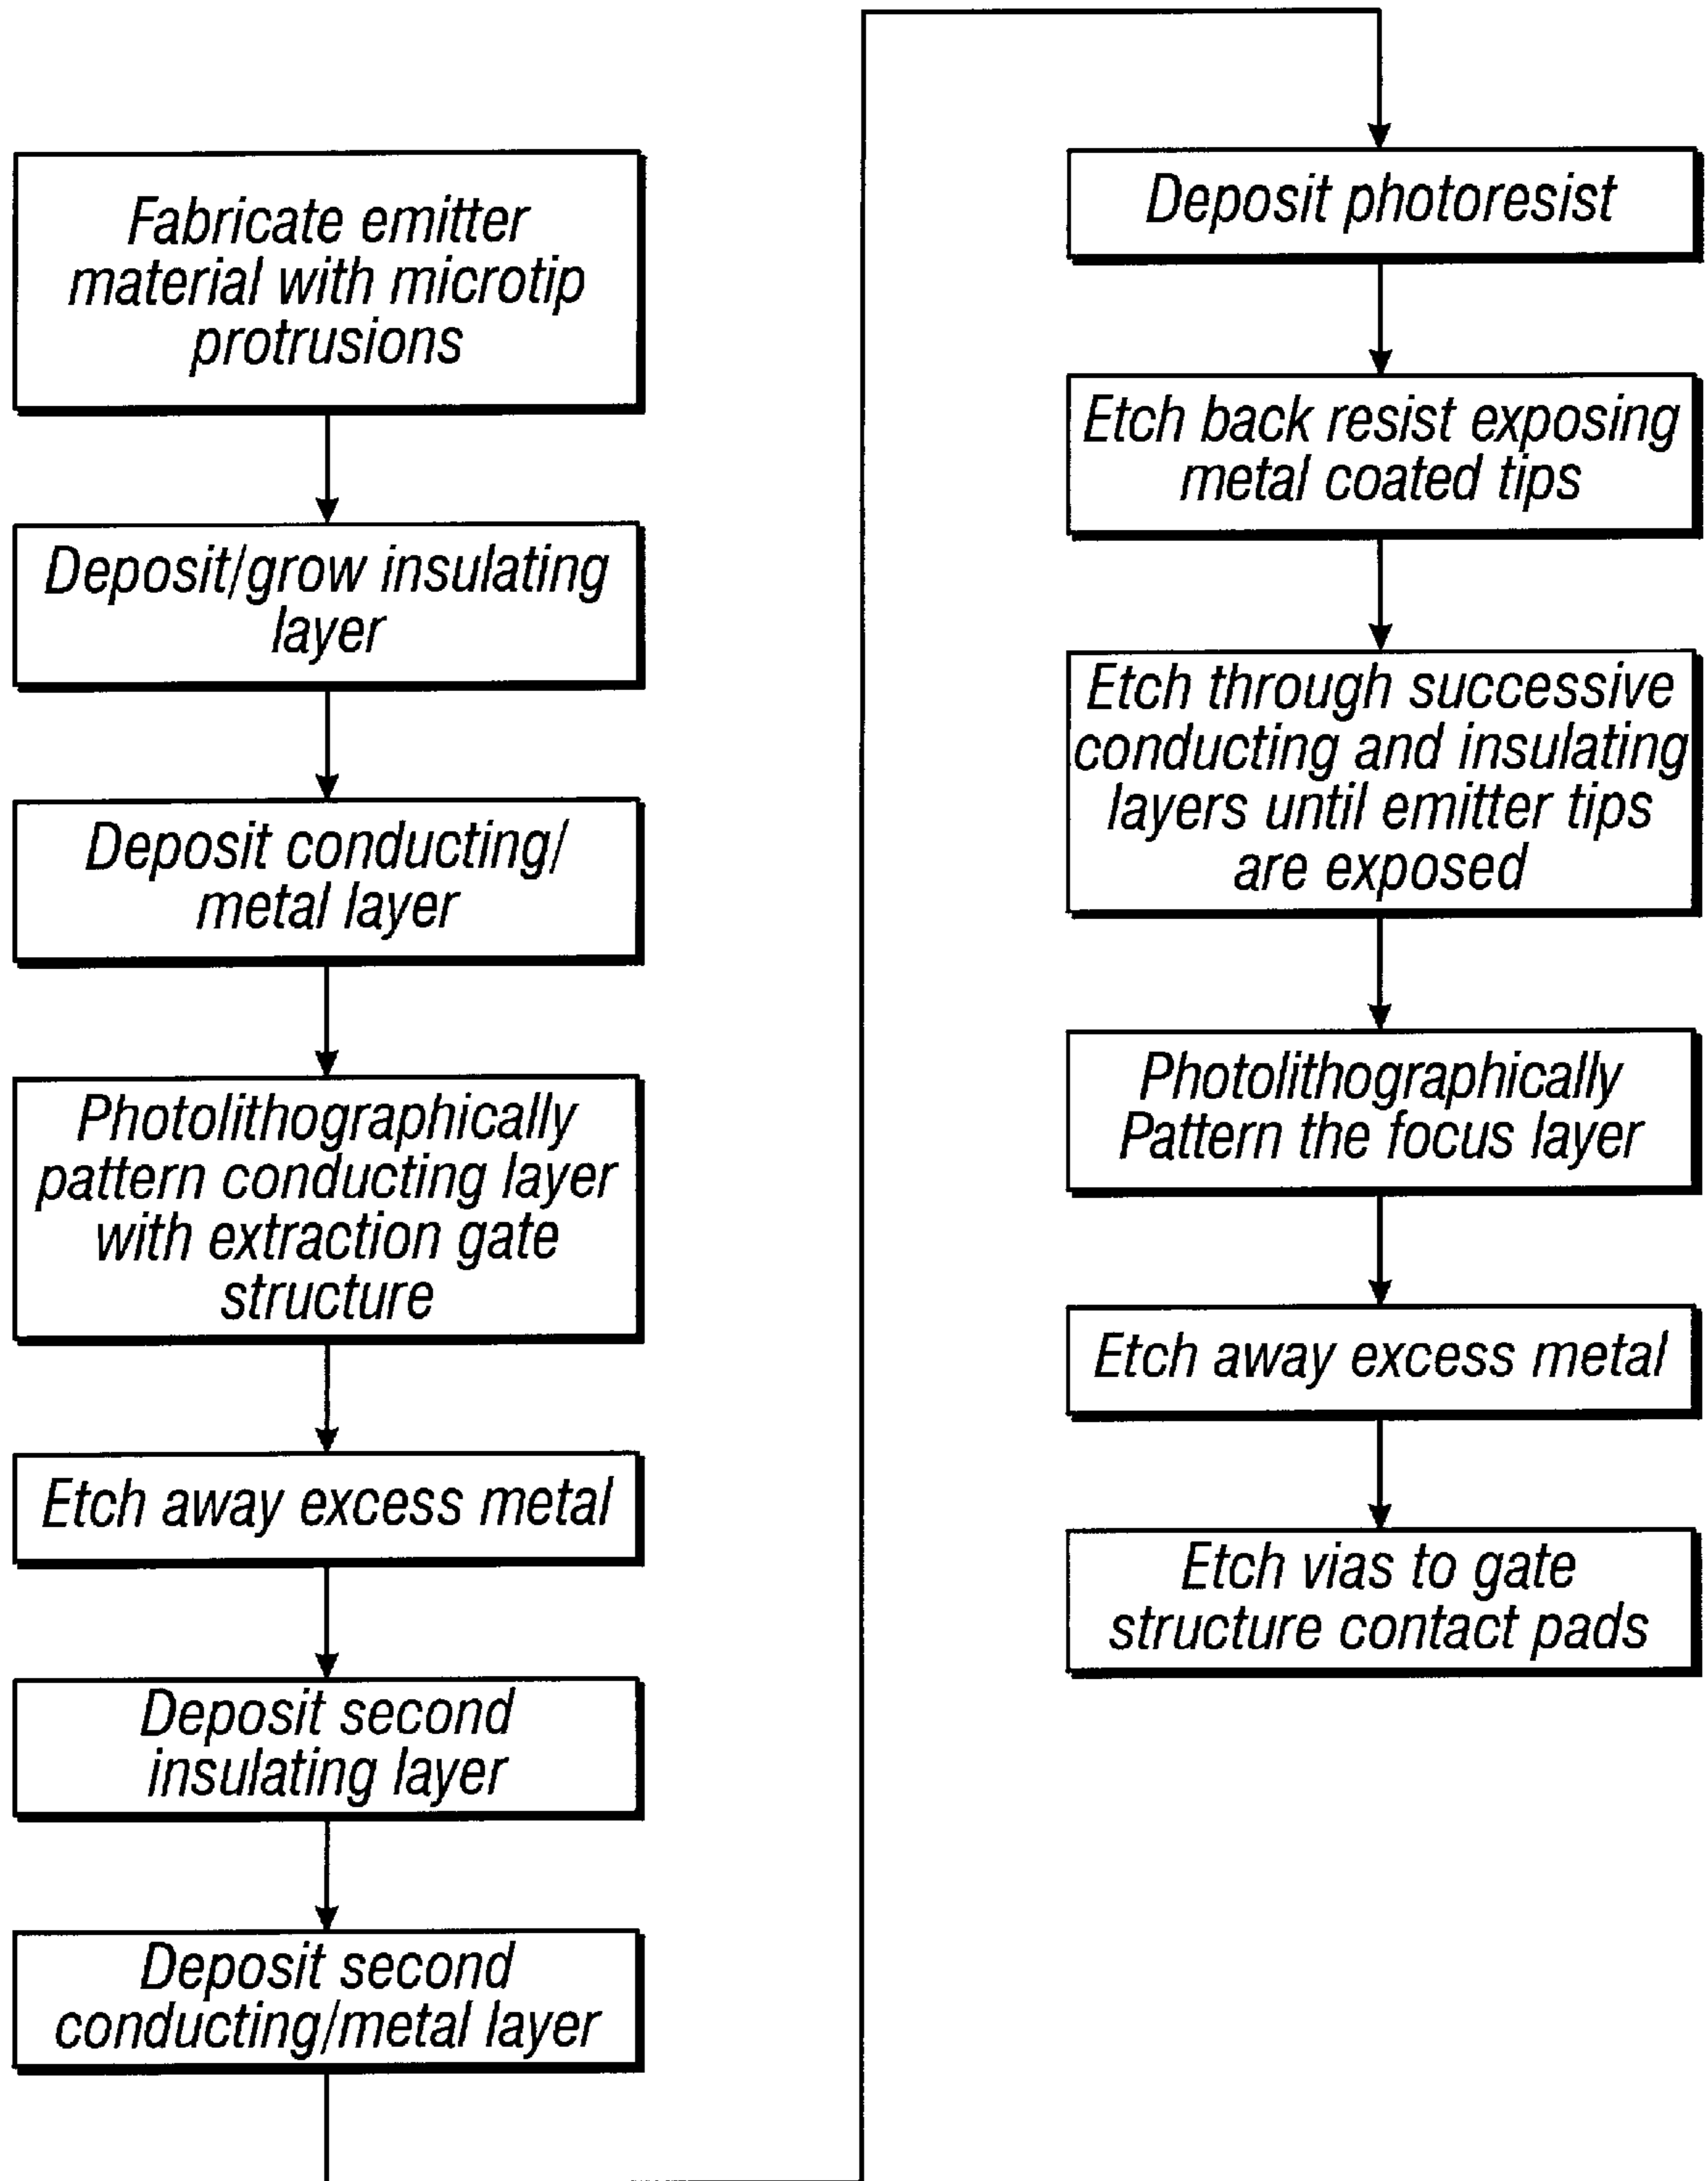 Fabricate emitter
material with microtip
protrusions
Deposit/grow insulating
layer
Deposit conducting/
metal layer
Photolithographically
pattern conducting layer
with extraction gate
structure
Etch away excess metal
Deposit second
insulating layer
Deposit second
conducting/metal layer
Deposit photoresist
Etch back resist exposing
metal coated tips
Etch through successive
conducting and insulating
layers until emitter tips
are exposed
Photolithographically
Pattern the focus layer
Etch away excess metal
Etch vias to gate
structure contact pads